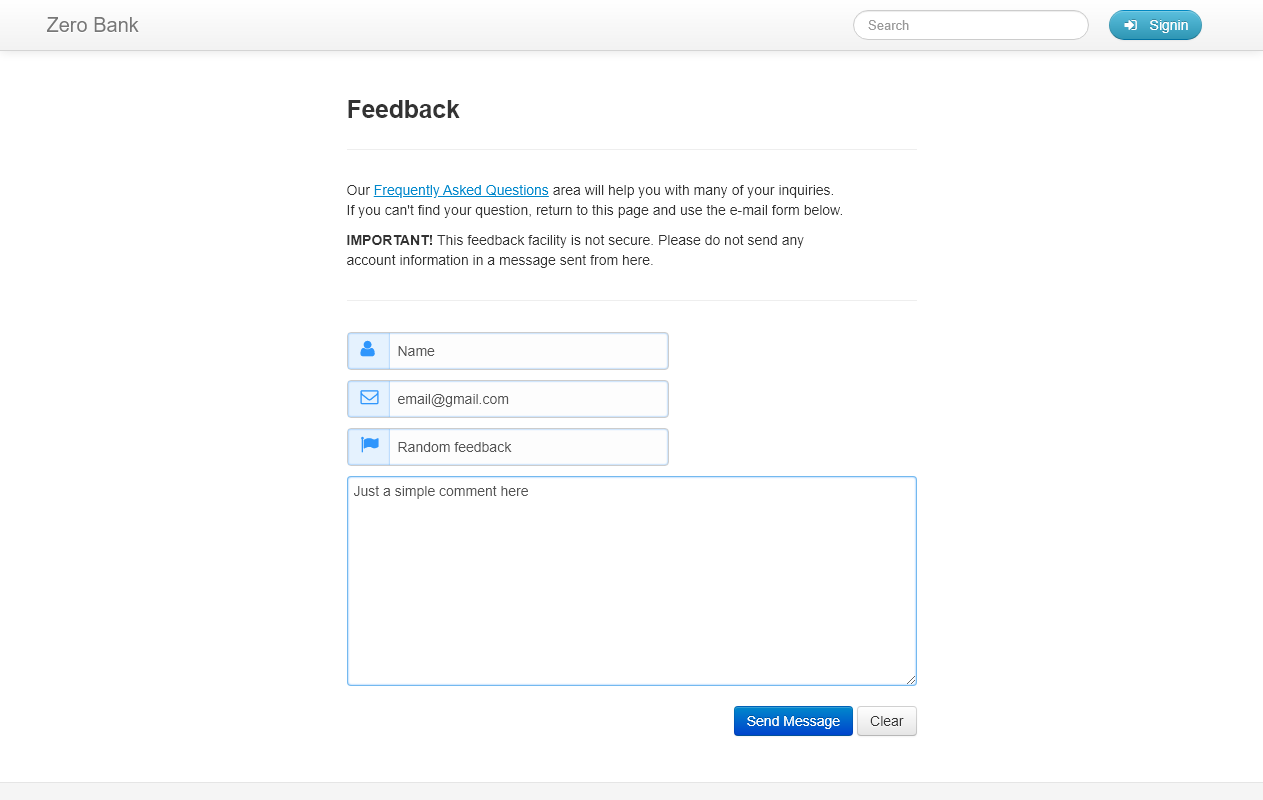 Zero Bank
Search
Signin
Feedback
Our Frequently Asked Questions area will help you with many of your inquiries.
If you can't find your question, return to this page and use the e-mail form below.
IMPORTANT! This feedback facility is not secure. Please do not send any
account information in a message sent from here.
Name
email@gmail.com
Random feedback
Just a simple comment here
Send Message
Clear